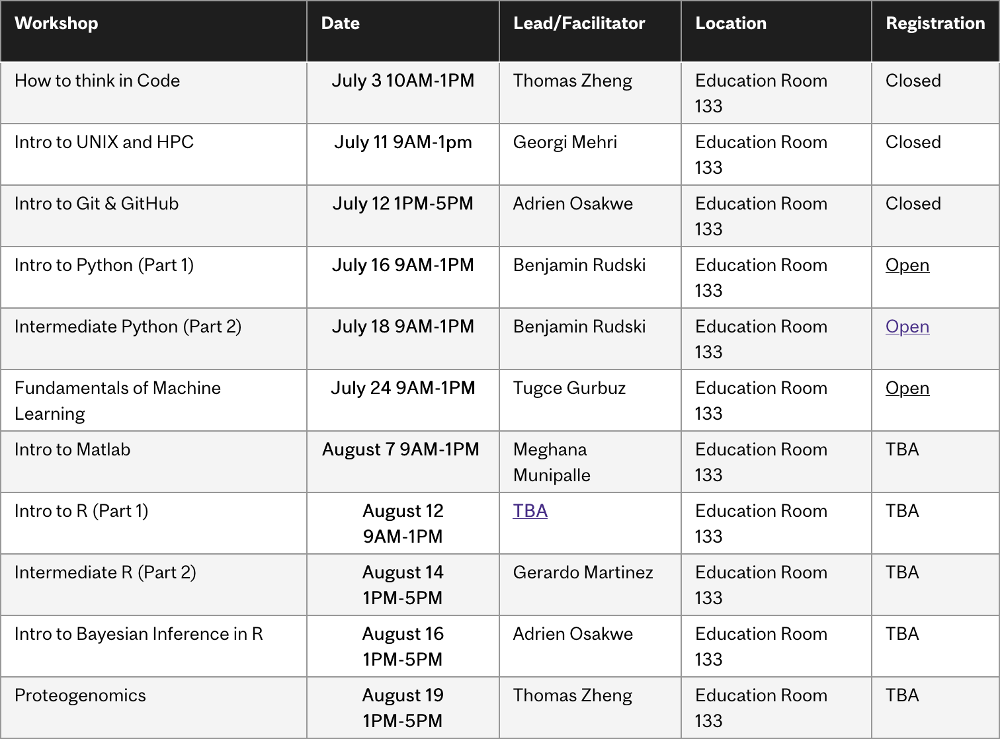 Workshop Date Lead/Facilitator Location Registration
How to think in Code July 3 10AM-1PM Thomas Zheng Education Room Closed
133
Intro to UNIX and HPC July 11 9AM-1pm Georgi Mehri Education Room Closed
133
Intro to Git & GitHub July 12 1PM-5PM Adrien Osakwe Education Room Closed
133
Intro to Python (Part 1) July 16 9AM-1PM Benjamin Rudski Education Room Open
133
Intermediate Python (Part 2) July 18 9AM-1PM Benjamin Rudski Education Room Open
133
Fundamentals of Machine July 24 9AM-1PM Tugce Gurbuz Education Room Open
Learning 133
Intro to Matlab August 7 9AM-1PM Meghana Education Room TBA
Munipalle 133
Intro to R (Part 1) August 12 TBA Education Room TBA
9AM-1PM 133
Intermediate R (Part 2) August 14 Gerardo Martinez Education Room TBA
1PM-5PM 133
Intro to Bayesian Inference in R August 16 Adrien Osakwe Education Room TBA
1PM-5PM 133
Proteogenomics August 19 Thomas Zheng Education Room TBA
1PM-5PM 133